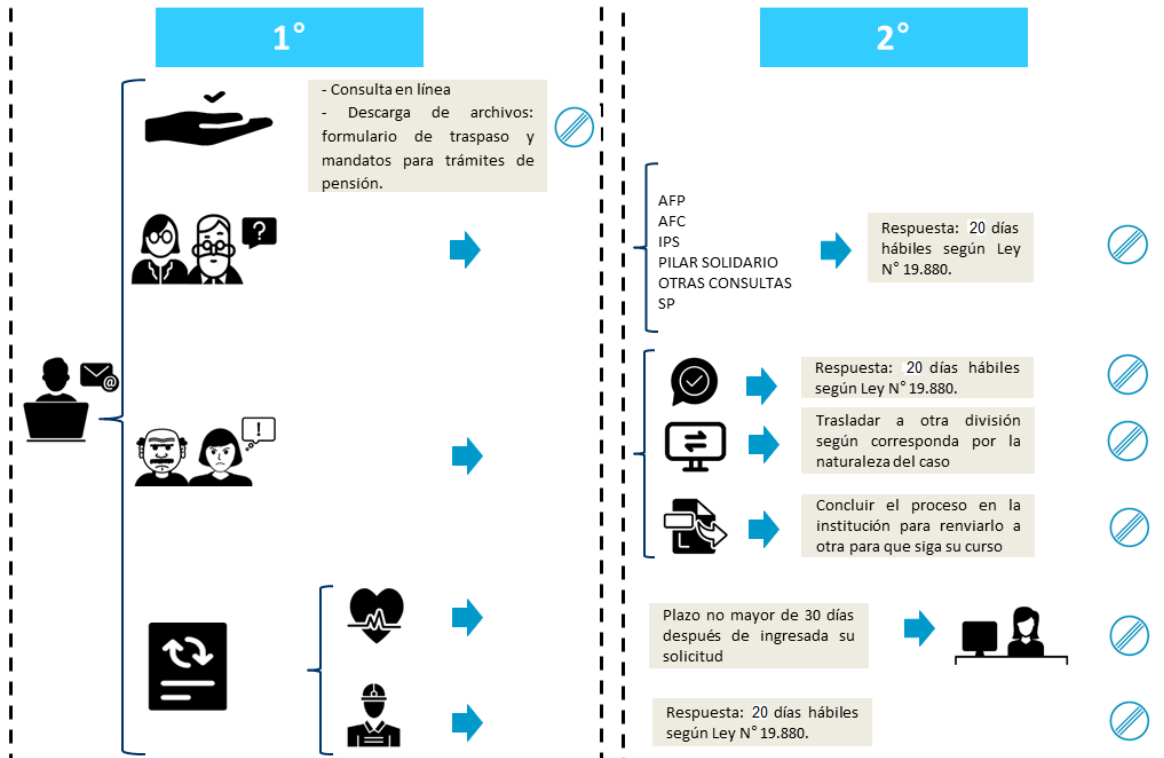 1°
- Consulta en línea
- Descarga de archivos:
formulario de traspaso y
mandatos para trámites de
pensión.
?
@
!
2°
AFP
AFC
IPS
PILAR SOLIDARIO
OTRAS CONSULTAS
SP
Respuesta: 20 días
hábiles según Ley
N° 19.880.
Respuesta: 20 días hábiles
según Ley N° 19.880.
Trasladar a otra división
según corresponda por la
naturaleza del caso
L
Concluir el proceso en la
institución para renviarlo a
otra para que siga su curso
Plazo no mayor de 30 días
después de ingresada su
solicitud
Respuesta: 20 días hábiles
según Ley N° 19.880.